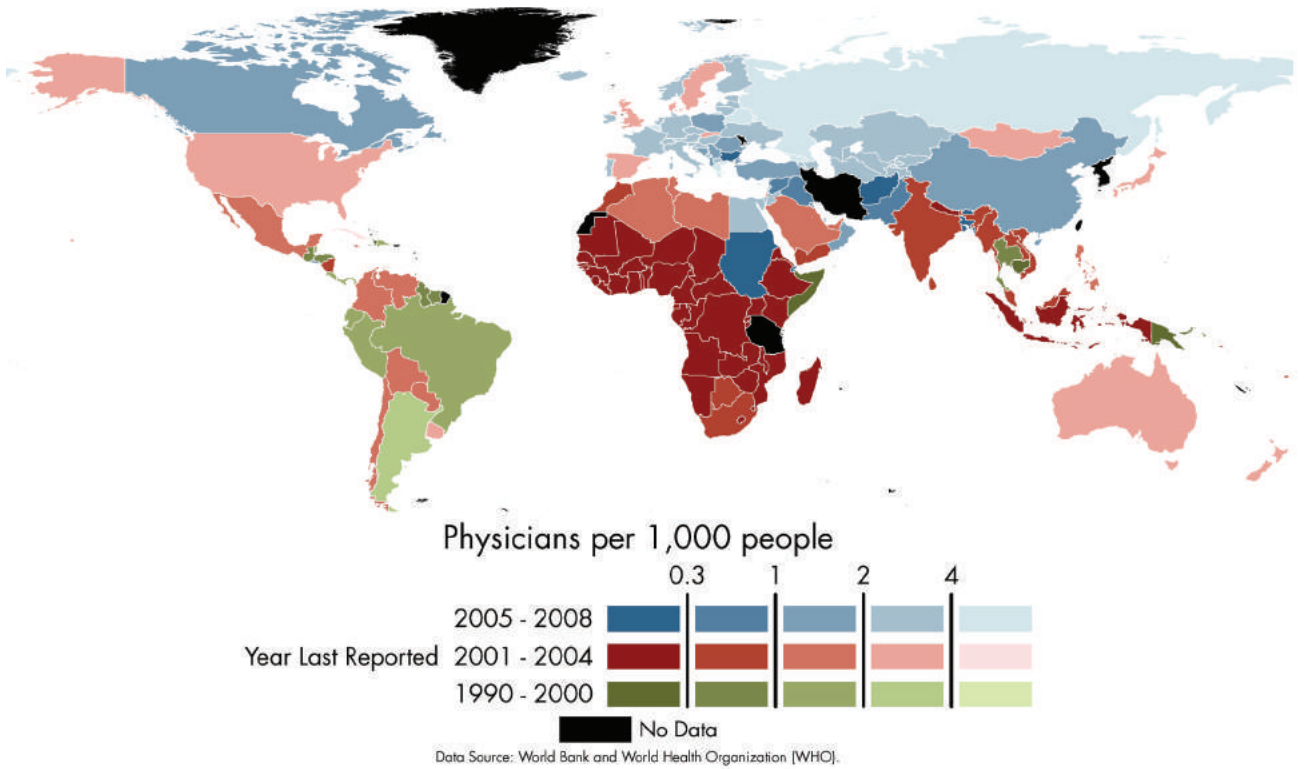 Physicians per 1,000 people
0.3 1 2 4
2005 - 2008
Year Last Reported 2001 - 2004
1990 - 2000
No Data
Data Source: World Bank and World Health Organization (WHO).